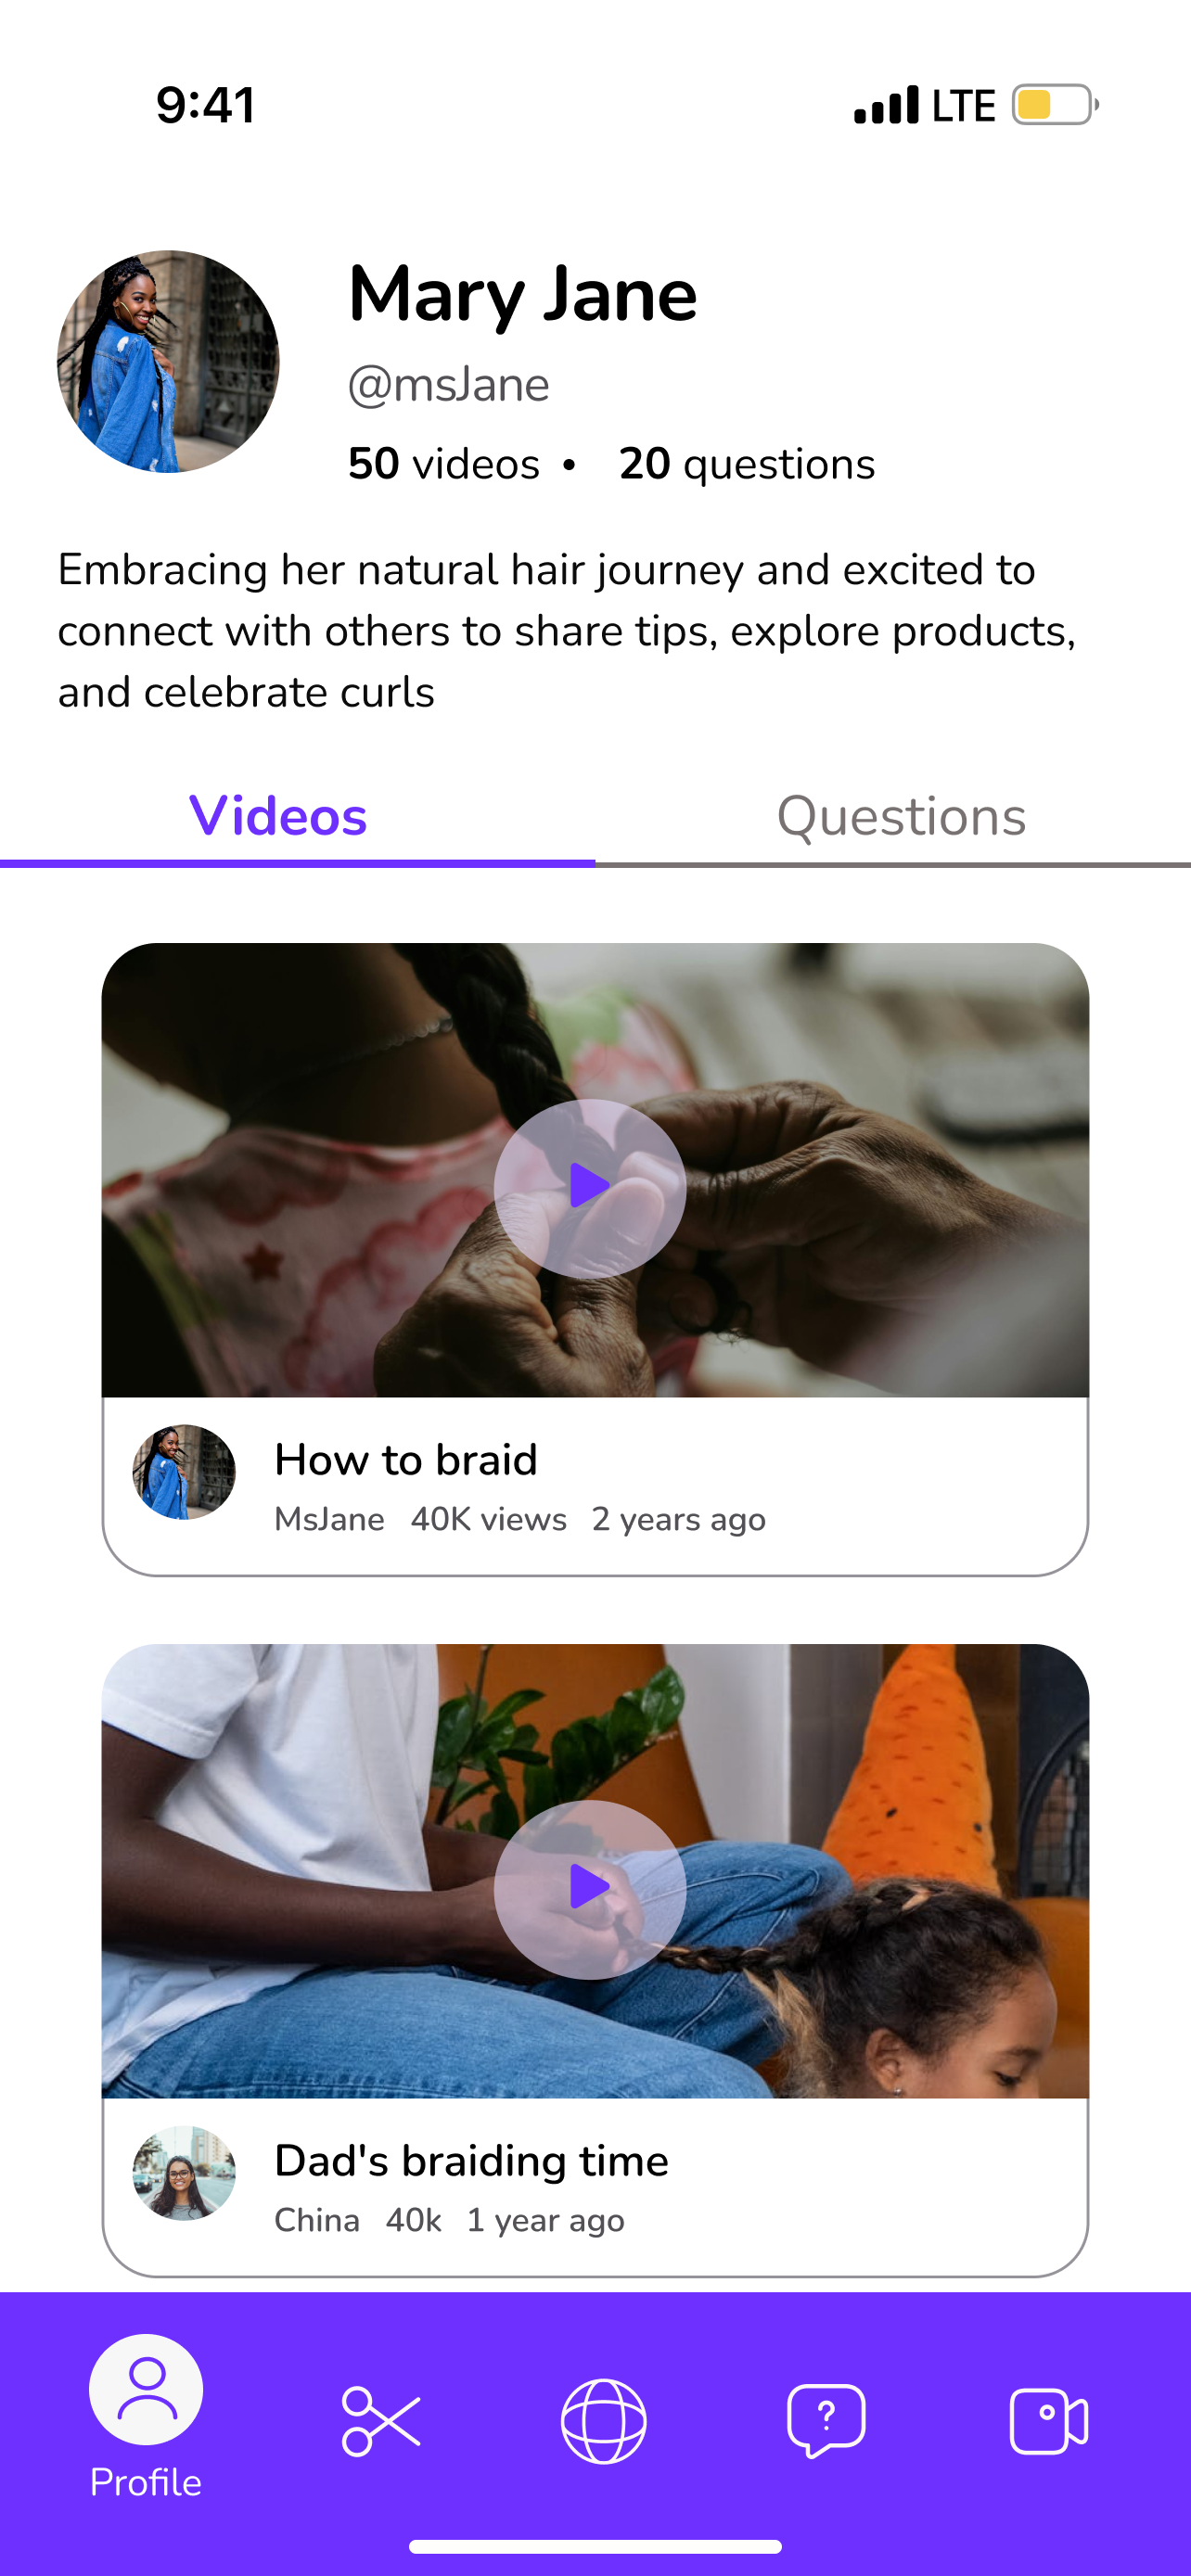 9:41 LTE
Mary Jane
@msJane
50 videos • 20 questions
Embracing her natural hair journey and excited to
connect with others to share tips, explore products,
and celebrate curls
Videos Questions
How to braid
MsJane 40K views 2 years ago
Dad's braiding time
China 40k 1 year ago
?
Profile